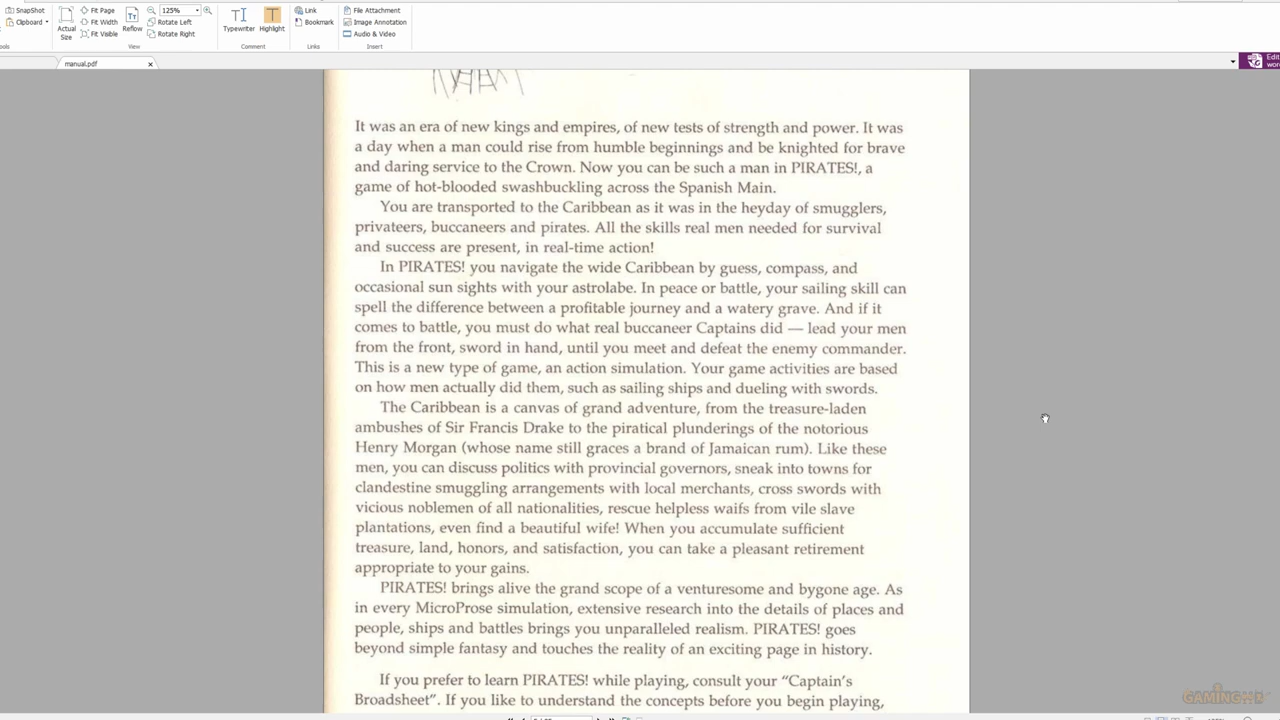 SnapShot
Clipboard
Actual Size
Fit Page
Fit Width
Fit Visible
Reflow
125%
Rotate Left
Rotate Right
View
Typewriter
Highlight
Comment
Link
Bookmark
Links
File Attachment
Image Annotation
Audio & Video
Insert
manual.pdf
It was an era of new kings and empires, of new tests of strength and power. It was
a day when a man could rise from humble beginnings and be knighted for brave
and daring service to the Crown. Now you can be such a man in PIRATES!, a
game of hot-blooded swashbuckling across the Spanish Main.
You are transported to the Caribbean as it was in the heyday of smugglers,
privateers, buccaneers and pirates. All the skills real men needed for survival
and success are present, in real-time action!
In PIRATES! you navigate the wide Caribbean by guess, compass, and
occasional sun sights with your astrolabe. In peace or battle, your sailing skill can
spell the difference between a profitable journey and a watery grave. And if it
comes to battle, you must do what real buccaneer Captains did — lead your men
from the front, sword in hand, until you meet and defeat the enemy commander.
This is a new type of game, an action simulation. Your game activities are based
on how men actually did them, such as sailing ships and dueling with swords.
The Caribbean is a canvas of grand adventure, from the treasure-laden
ambushes of Sir Francis Drake to the piratical plunderings of the notorious
Henry Morgan (whose name still graces a brand of Jamaican rum). Like these
men, you can discuss politics with provincial governors, sneak into towns for
clandestine smuggling arrangements with local merchants, cross swords with
vicious noblemen of all nationalities, rescue helpless waifs from vile slave
plantations, even find a beautiful wife! When you accumulate sufficient
treasure, land, honors, and satisfaction, you can take a pleasant retirement
appropriate to your gains.
PIRATES! brings alive the grand scope of a venturesome and bygone age. As
in every MicroProse simulation, extensive research into the details of places and
people, ships and battles brings you unparalleled realism. PIRATES! goes
beyond simple fantasy and touches the reality of an exciting page in history.
If you prefer to learn PIRATES! while playing, consult your “Captain’s
Broadsheet”. If you like to understand the concepts before you begin playing,